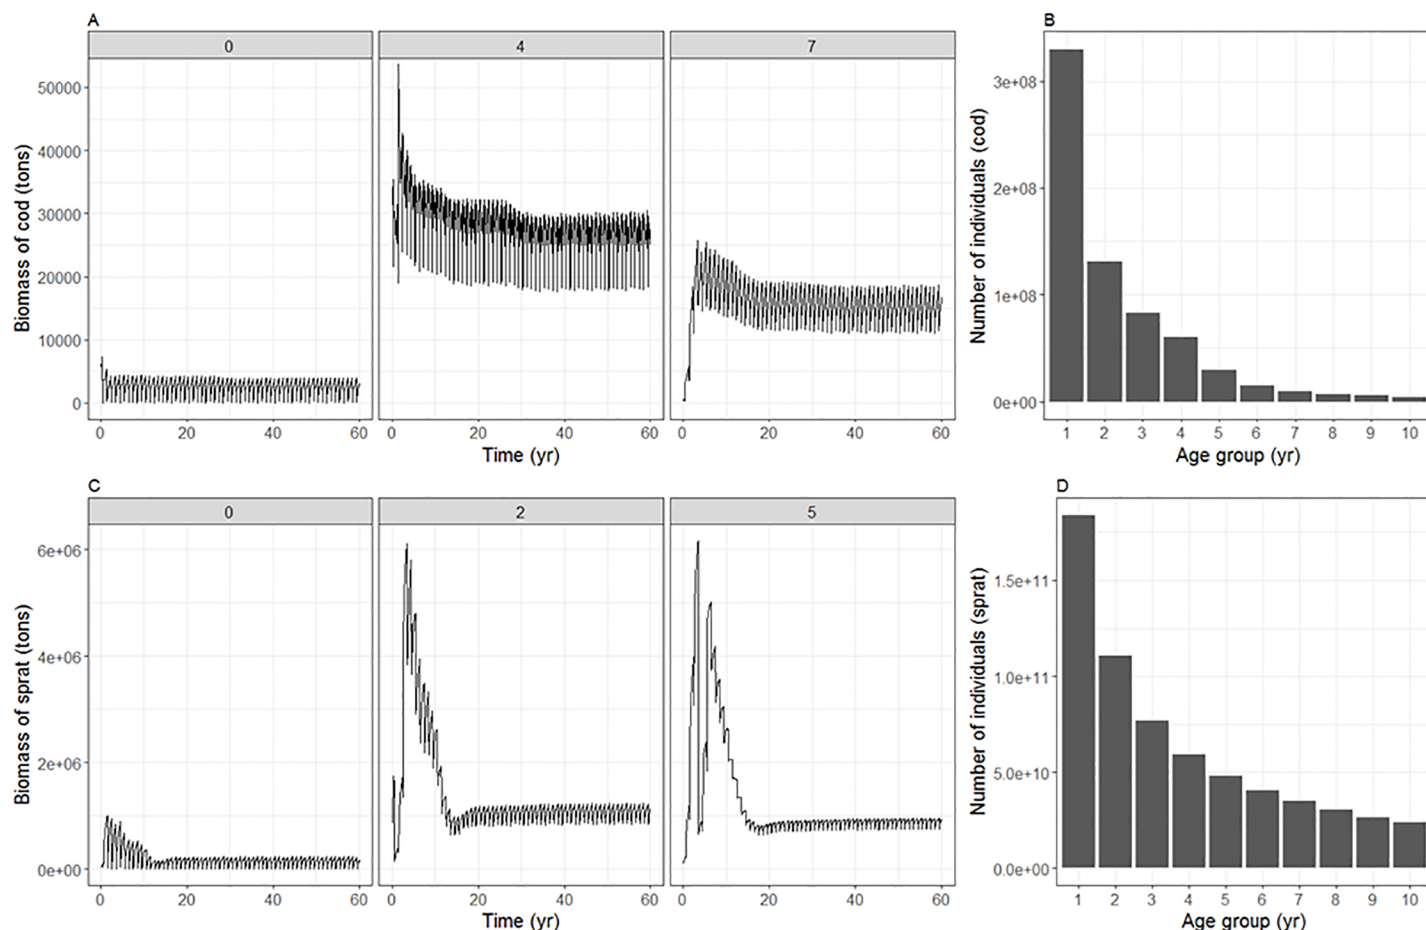 A
0 4 7
Biomass of cod (tons)
50000
40000
30000
20000
10000
0
0 20 40 60 0 20 40 60 0 20 40 60
Time (yr)
B
Number of individuals (cod)
3e+08
2e+08
1e+08
0e+00
1 2 3 4 5 6 7 8 9 10
Age group (yr)
C
0 2 5
Biomass of sprat (tons)
6e+06
4e+06
2e+06
0e+00
0 20 40 60 0 20 40 60 0 20 40 60
Time (yr)
D
Number of individuals (sprat)
1.5e+11
1.0e+11
5.0e+10
0.0e+00
1 2 3 4 5 6 7 8 9 10
Age group (yr)